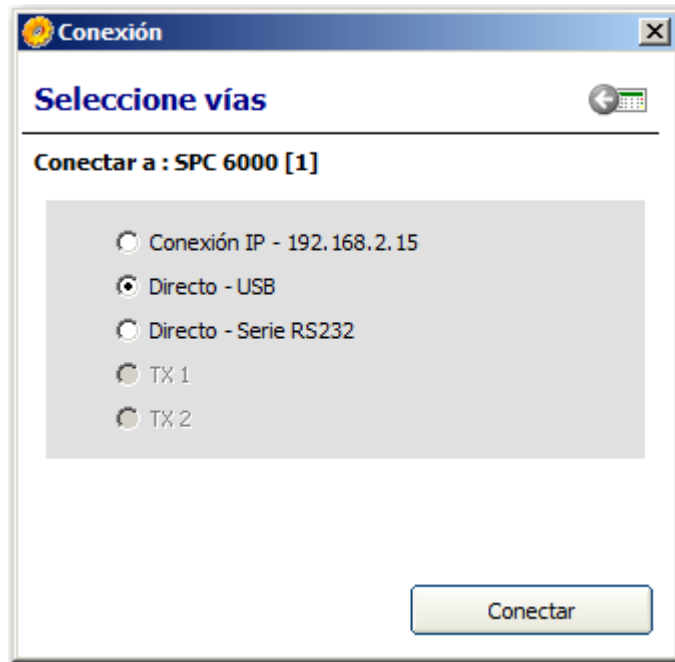 Conexión
Seleccione vías
Conectar a : SPC 6000 [1]
Conexión IP - 192.168.2.15
Directo - USB
Directo - Serie RS232
TX 1
TX 2
Conectar